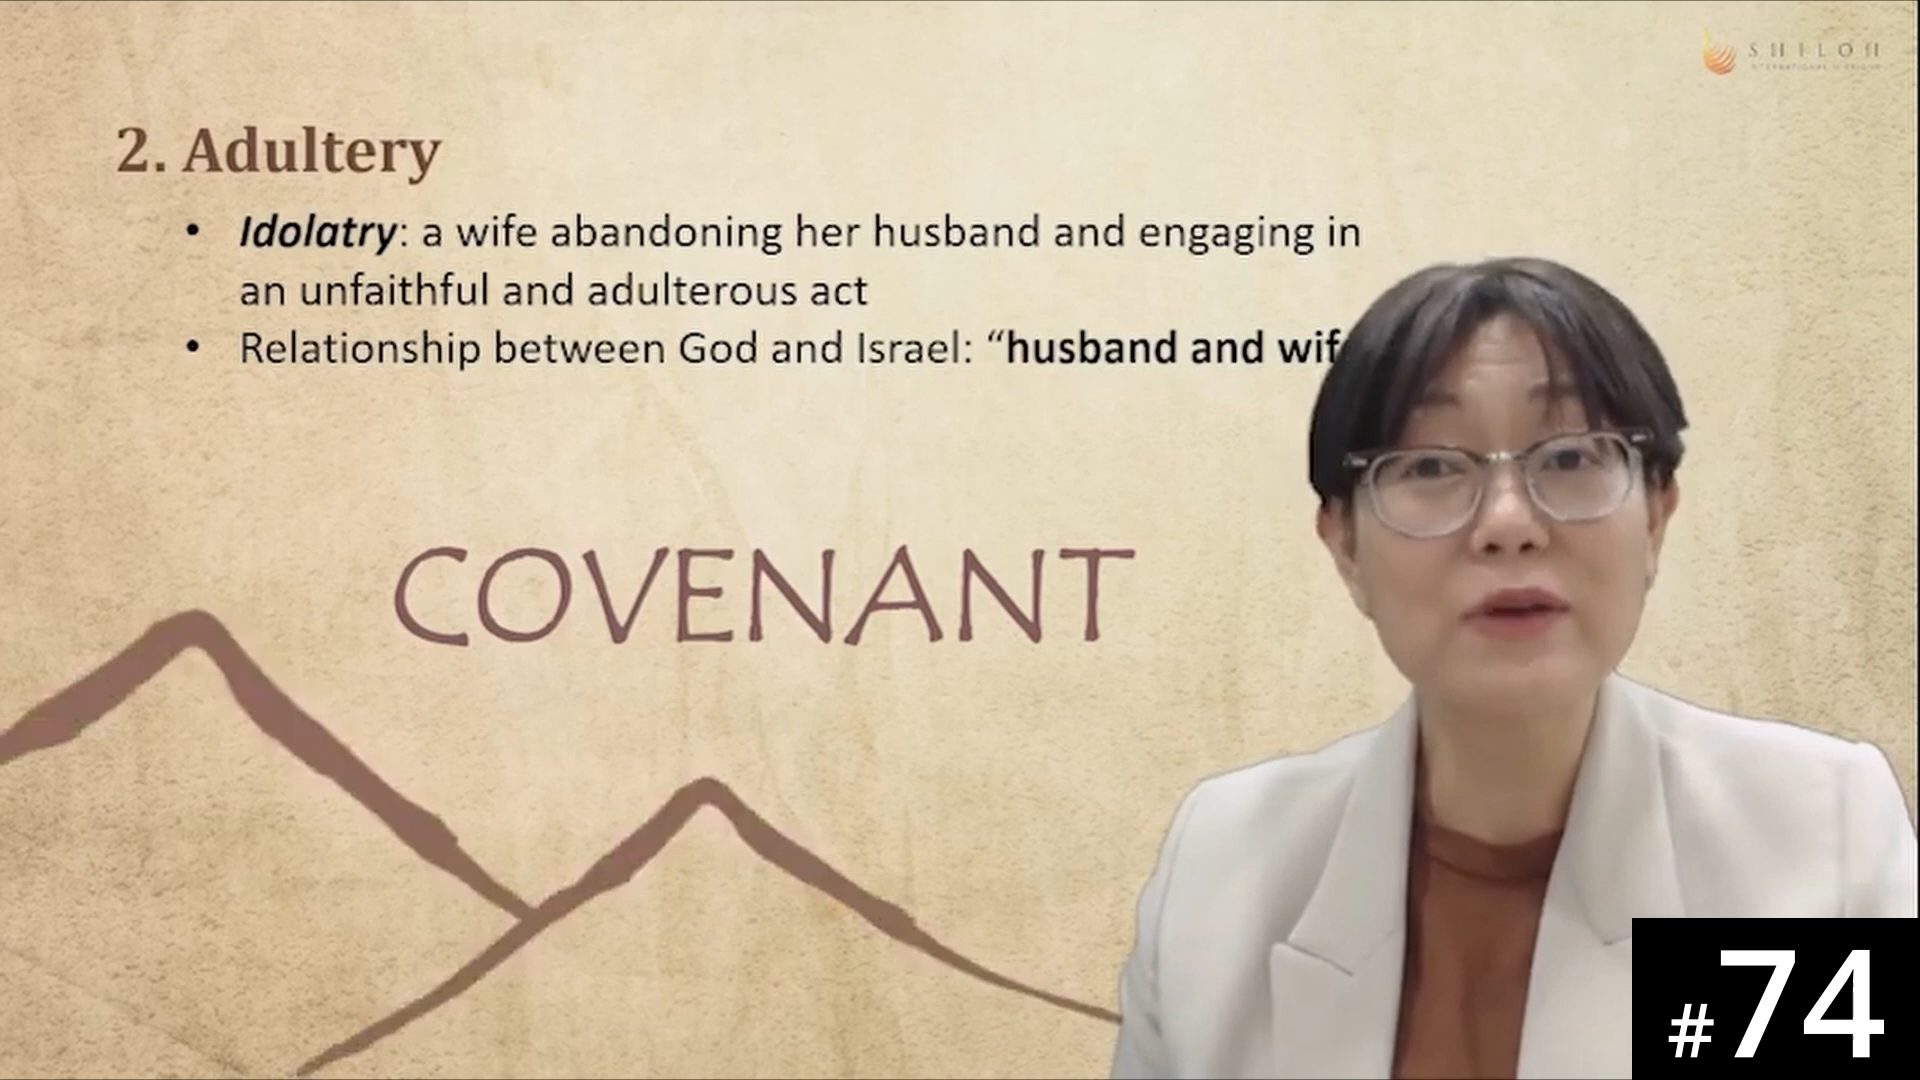 SHILOH
2. Adultery
• Idolatry: a wife abandoning her husband and engaging in
an unfaithful and adulterous act
• Relationship between God and Israel: “husband and wif
COVENANT
#74